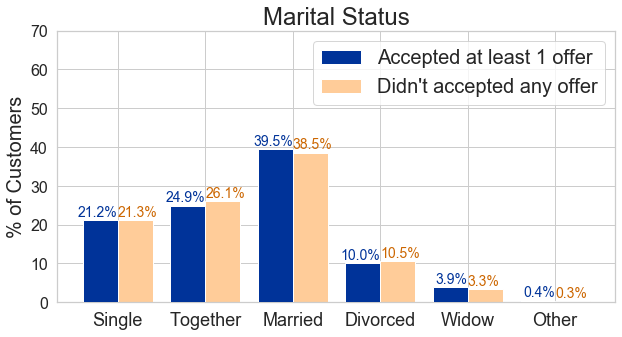 Marital Status
Accepted at least 1 offer
Didn't accepted any offer
% of Customers
70
60
50
40
30
20
10
0
21.2% 21.3%
24.9% 26.1%
39.5% 38.5%
10.0% 10.5%
3.9% 3.3%
0.4% 0.3%
Single Together Married Divorced Widow Other